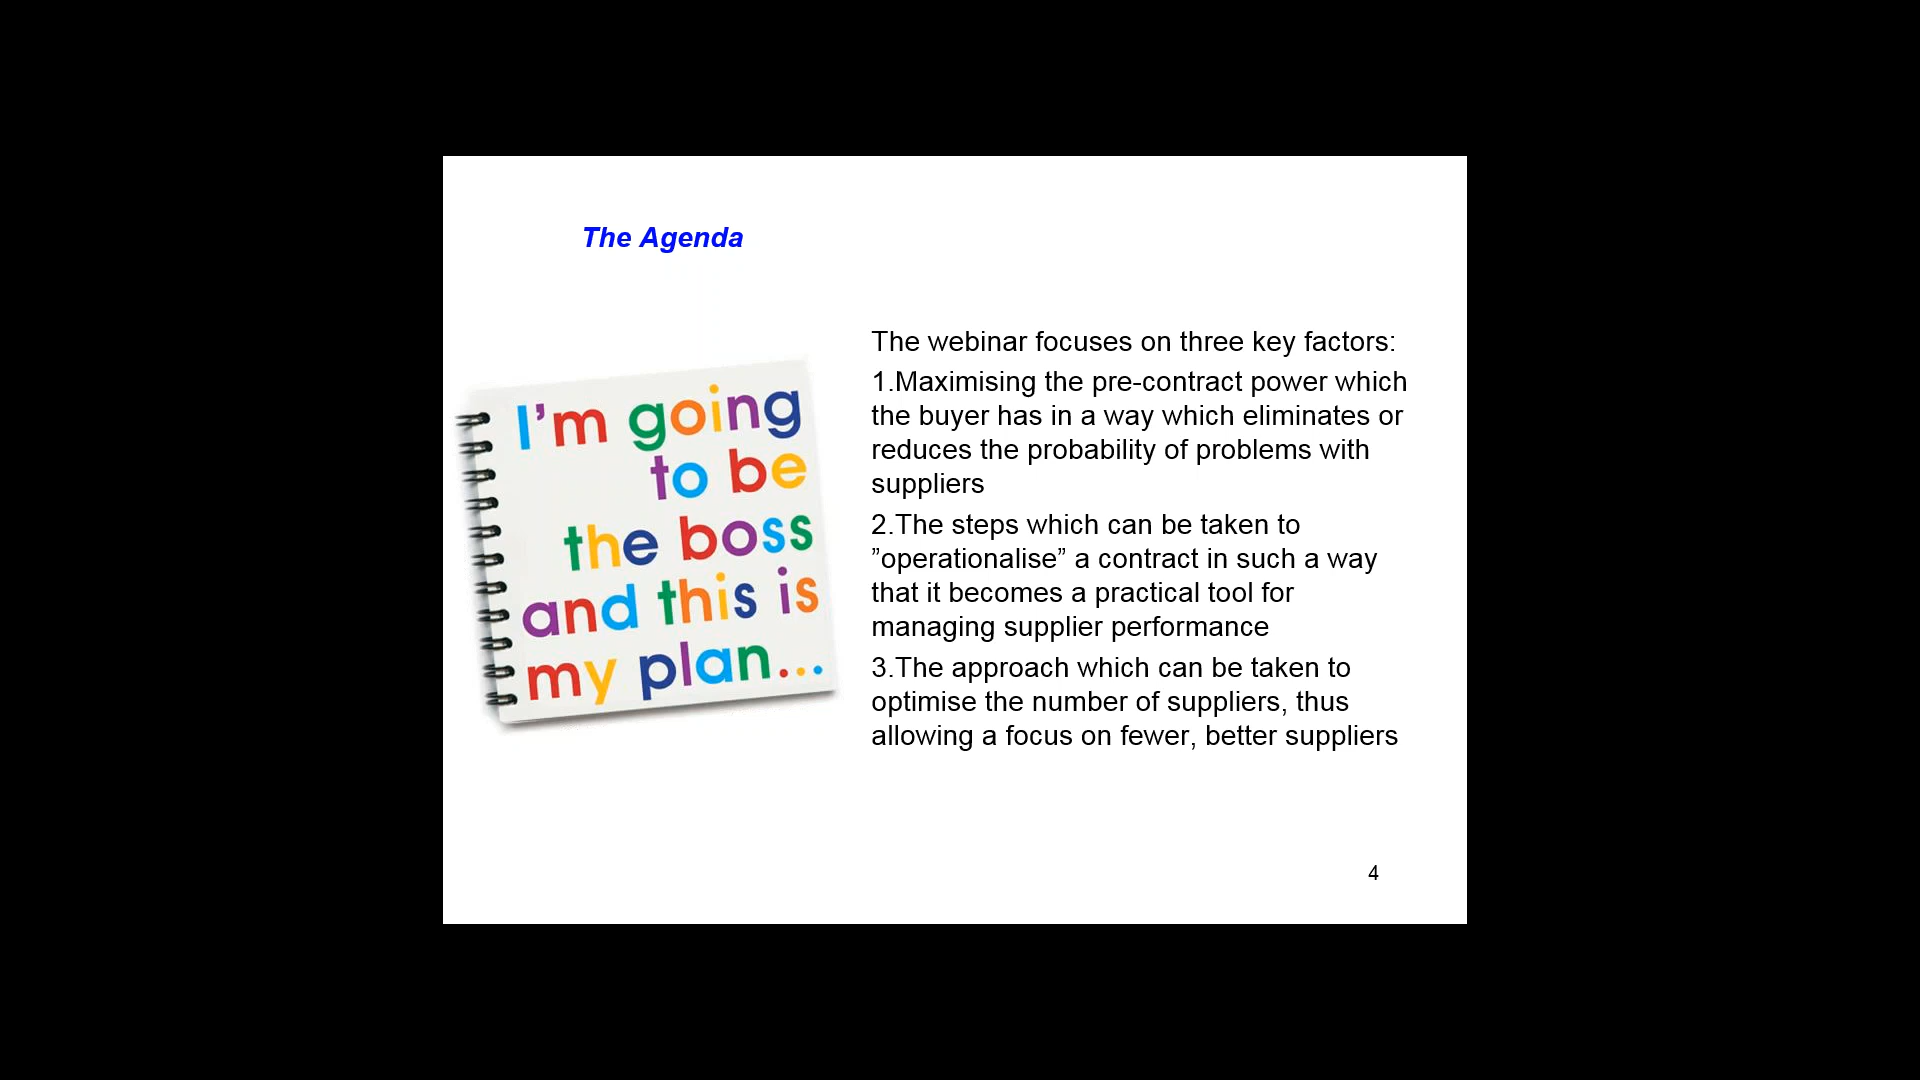 The Agenda
I'm going
to be
the boss
and this is
my plan...
The webinar focuses on three key factors:
1.Maximising the pre-contract power which
the buyer has in a way which eliminates or
reduces the probability of problems with
suppliers
2.The steps which can be taken to
”operationalise” a contract in such a way
that it becomes a practical tool for
managing supplier performance
3.The approach which can be taken to
optimise the number of suppliers, thus
allowing a focus on fewer, better suppliers
4